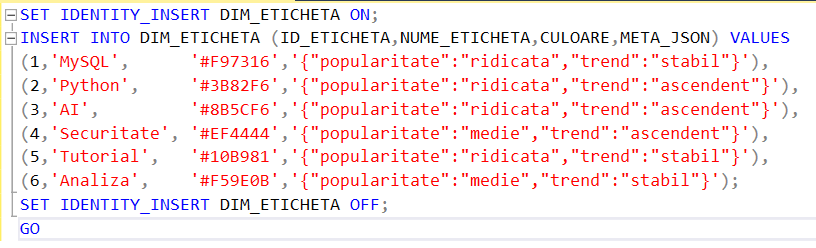 SET IDENTITY_INSERT DIM_ETICHETA ON;
INSERT INTO DIM_ETICHETA (ID_ETICHETA,NUME_ETICHETA,CULOARE,META_JSON) VALUES
(1,'MySQL',      '#F97316','{"popularitate":"ridicata","trend":"stabil"}'),
(2,'Python',     '#3B82F6','{"popularitate":"ridicata","trend":"ascendent"}'),
(3,'AI',         '#8B5CF6','{"popularitate":"ridicata","trend":"ascendent"}'),
(4,'Securitate', '#EF4444','{"popularitate":"medie","trend":"ascendent"}'),
(5,'Tutorial',   '#10B981','{"popularitate":"ridicata","trend":"stabil"}'),
(6,'Analiza',    '#F59E0B','{"popularitate":"medie","trend":"stabil"}');
SET IDENTITY_INSERT DIM_ETICHETA OFF;
GO